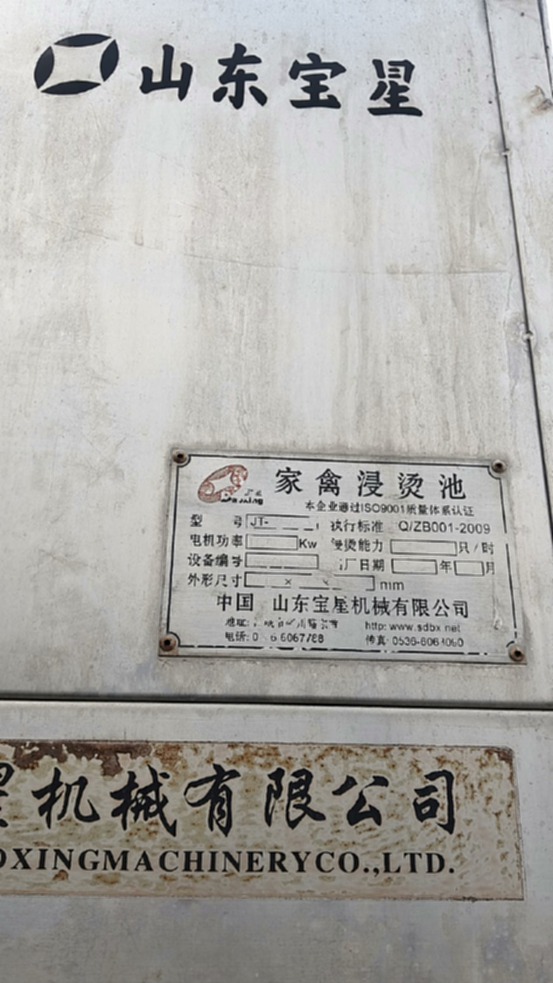 山东宝星
家禽浸烫池
本企业通过ISO9001质量体系认证
型 号 JT- 执行标准 Q/ZB001-2009
电机功率 Kw 浸烫能力 只/时
设备编号 厂日期 年 月
外形尺寸 × × mm
中国 山东宝星机械有限公司
http: www.sdbx.net
电话: 传真: 0536-
星机械有限公司
OXINGMACHINERYCO.,LTD.